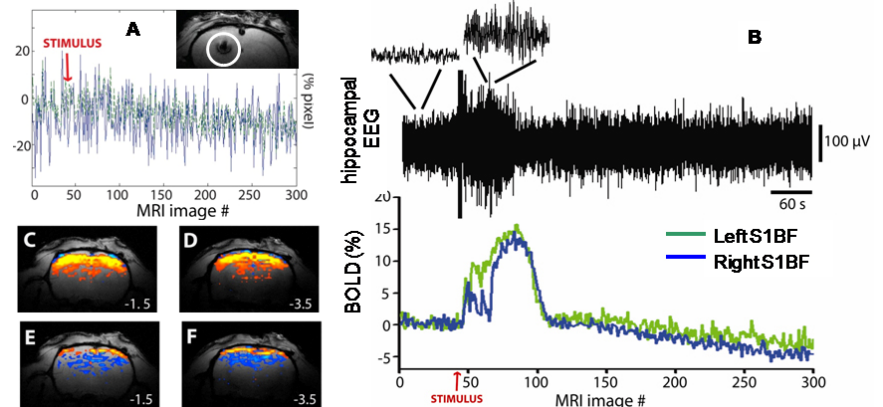 A
STIMULUS
20
0
-20
(% pixel)
0 50 100 150 200 250 300
MRI image #
C
-1.5
D
-3.5
E
-1.5
F
-3.5
B
hippocampal
EEG
100 µV
60 s
BOLD (%)
20
15
10
5
0
-5
Left S1BF
Right S1BF
0 50 100 150 200 250 300
STIMULUS
MRI image #